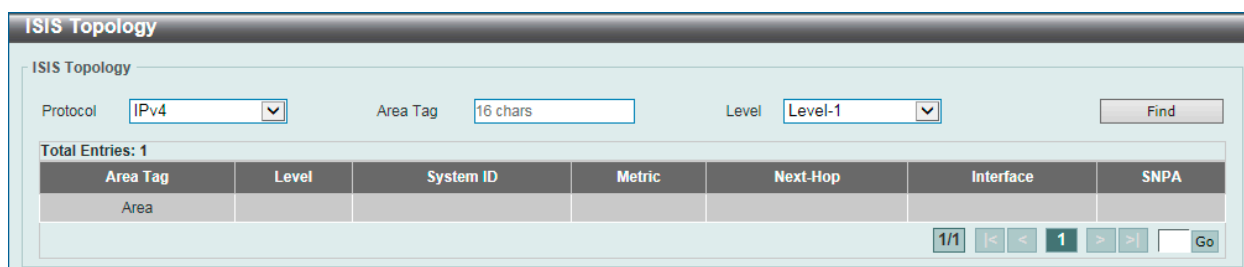 ISIS Topology
ISIS Topology
Protocol IPv4 Area Tag 16 chars Level Level-1 Find
Total Entries: 1
Area Tag Level System ID Metric Next-Hop Interface SNPA
Area
1/1 |< < 1 > >| Go